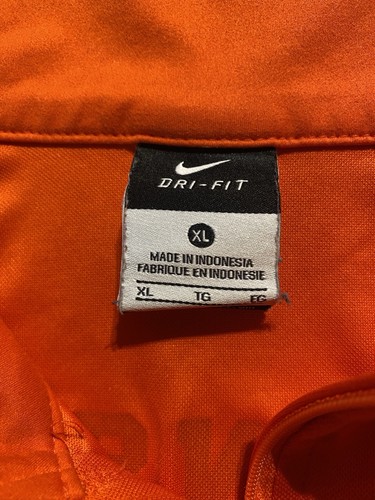 DRI-FIT
XL
MADE IN INDONESIA
FABRIQUE EN INDONESIE
XL TG EG